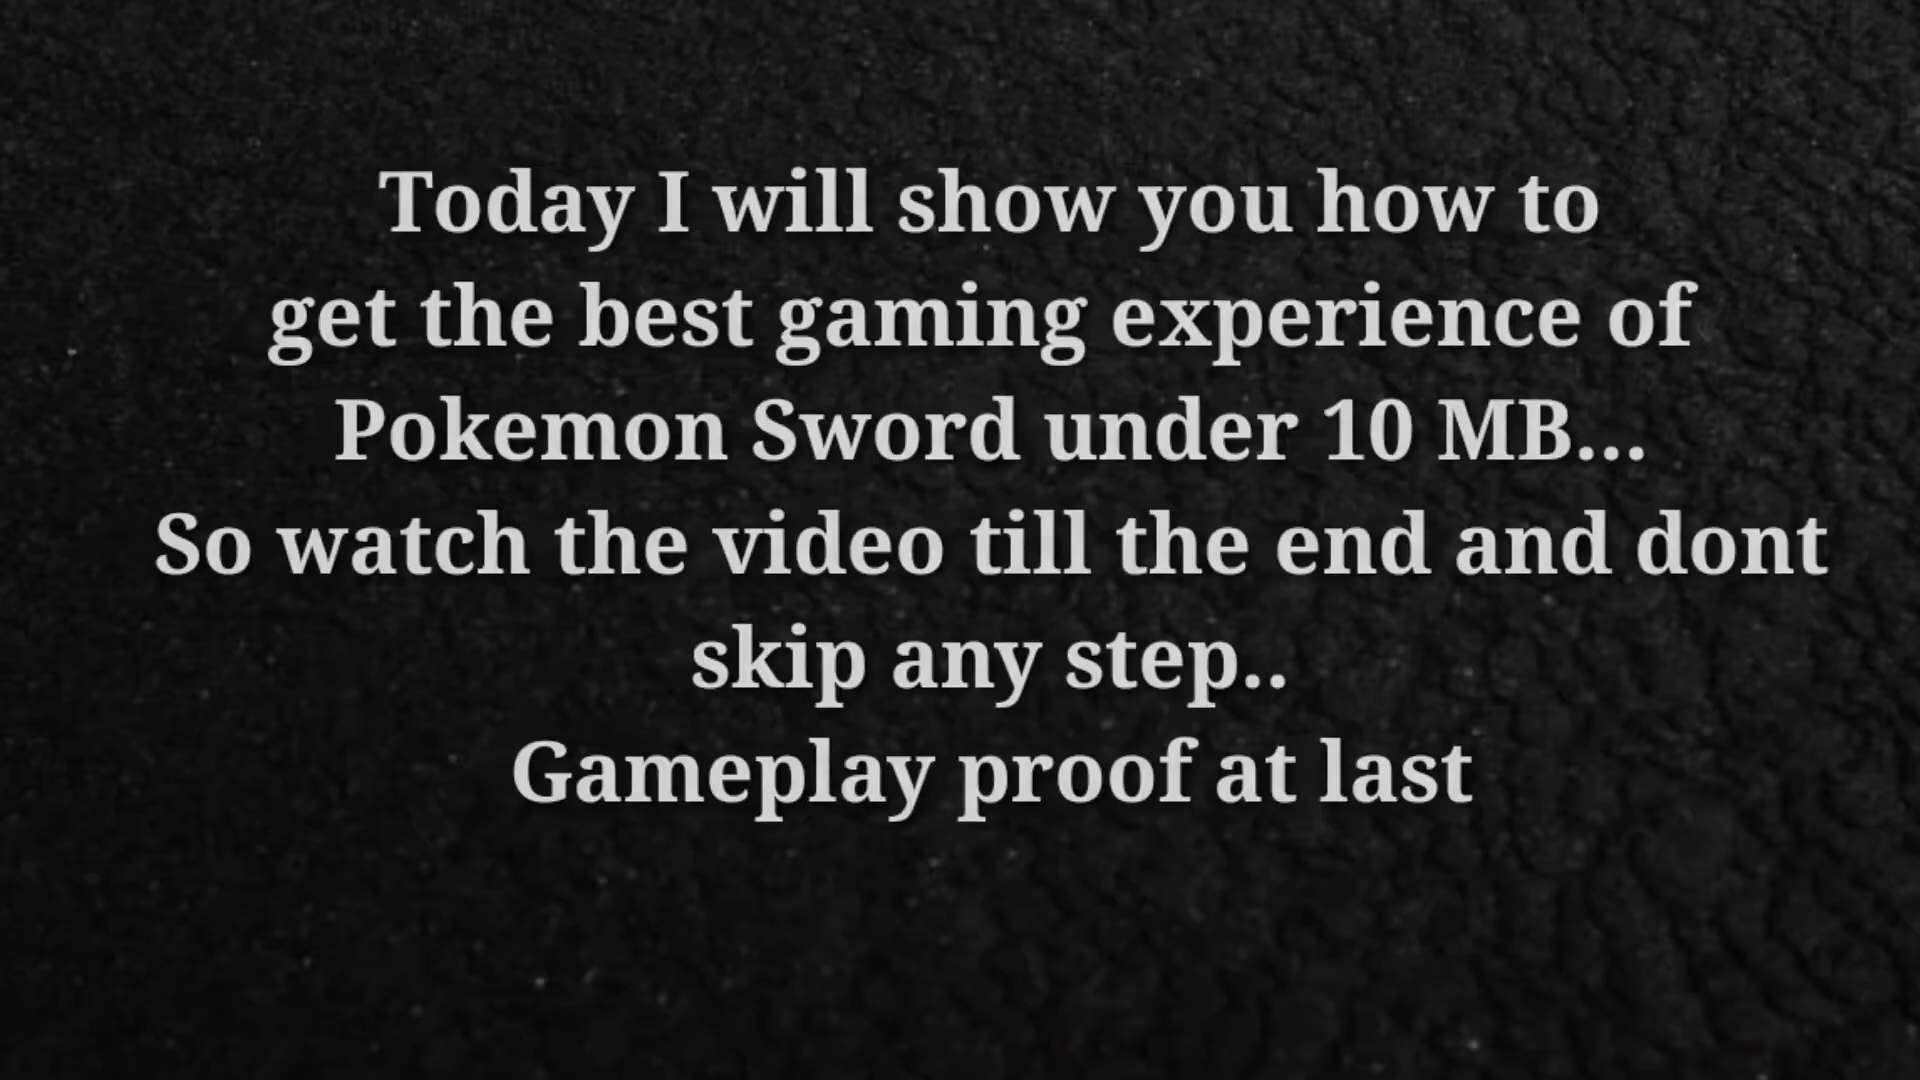 Today I will show you how to
get the best gaming experience of
Pokemon Sword under 10 MB...
So watch the video till the end and dont
skip any step..
Gameplay proof at last